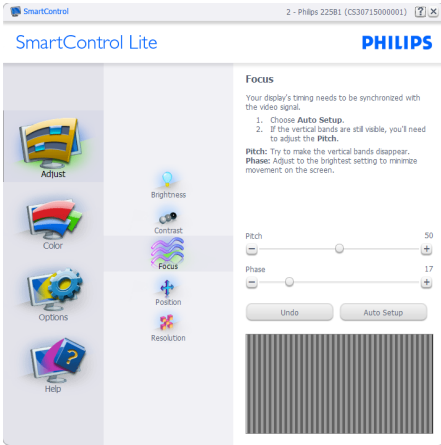 SmartControl
2 - Philips 225B1 (CS30715000001)
SmartControl Lite
PHILIPS
Adjust
Color
Options
Help
Brightness
Contrast
Focus
Position
Resolution
Focus
Your display's timing needs to be synchronized with
the video signal.
1. Choose Auto Setup.
2. If the vertical bands are still visible, you'll need
to adjust the Pitch.
Pitch: Try to make the vertical bands disappear.
Phase: Adjust to the brightest setting to minimize
movement on the screen.
Pitch 50
Phase 17
Undo
Auto Setup